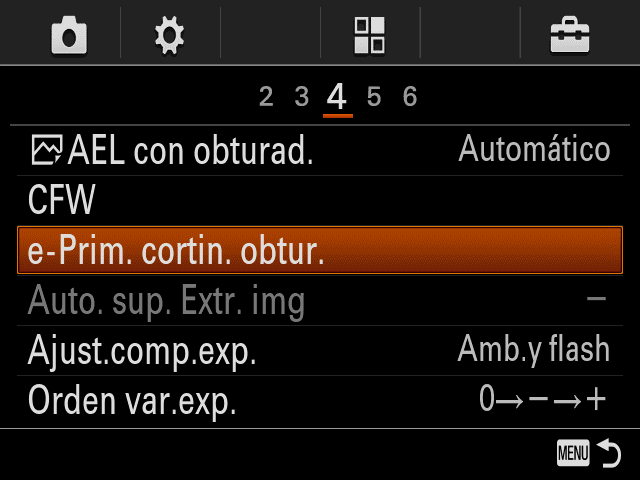 2 3 4 5 6
AEL con obturad. Automático
CFW
e-Prim. cortin. obtur.
Auto. sup. Extr. img –
Ajust.comp.exp. Amb.y flash
Orden var.exp. 0→−→+
MENU